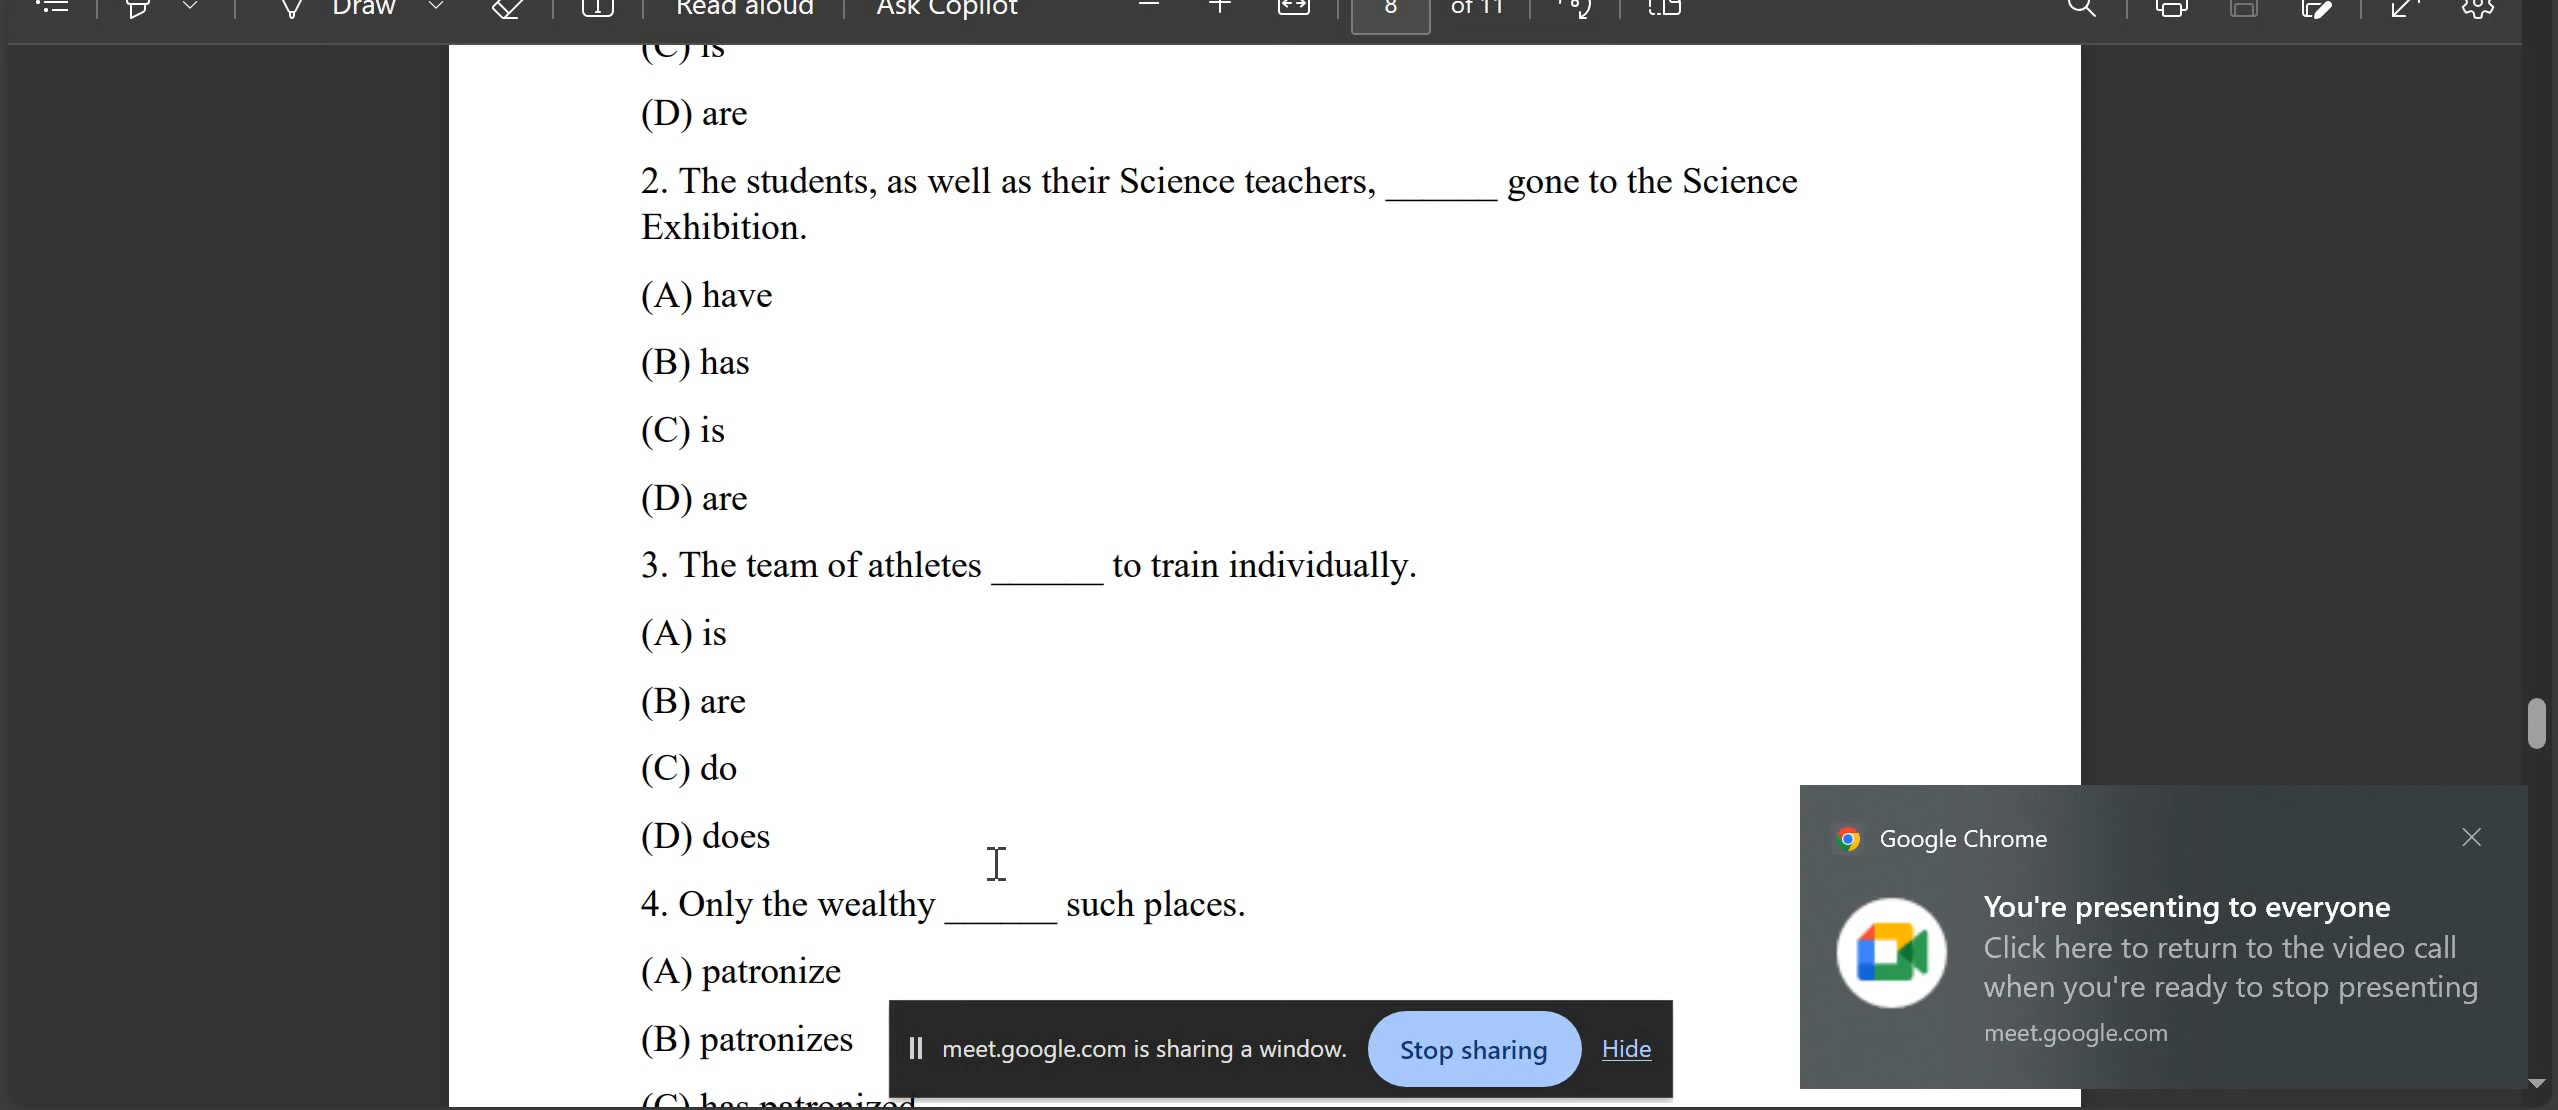 Draw
Read aloud
Ask Copilot
8
of 11
(C) is
(D) are
2. The students, as well as their Science teachers, ______ gone to the Science
Exhibition.
(A) have
(B) has
(C) is
(D) are
3. The team of athletes ______ to train individually.
(A) is
(B) are
(C) do
(D) does
4. Only the wealthy ______ such places.
(A) patronize
(B) patronizes
(C) has patronized
meet.google.com is sharing a window.
Stop sharing
Hide
Google Chrome
You're presenting to everyone
Click here to return to the video call
when you're ready to stop presenting
meet.google.com